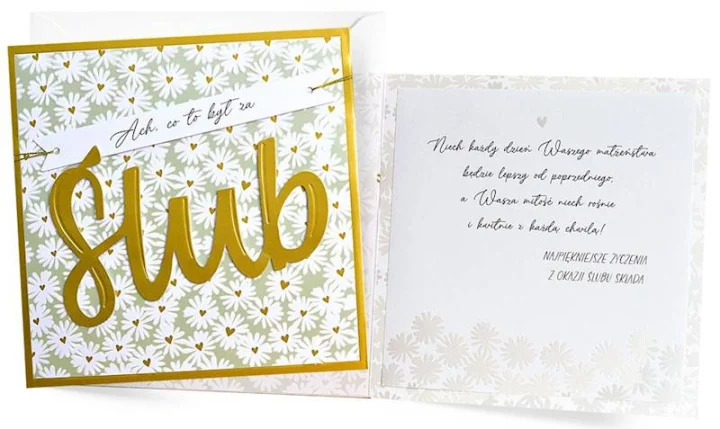 Ach, co to był za
Ślub
Niech każdy dzień Waszego małżeństwa
będzie lepszy od poprzedniego,
a Wasza miłość niech rośnie
i kwitnie z każdą chwilą!
NAJPIĘKNIEJSZE ŻYCZENIA
Z OKAZJI ŚLUBU SKŁADA